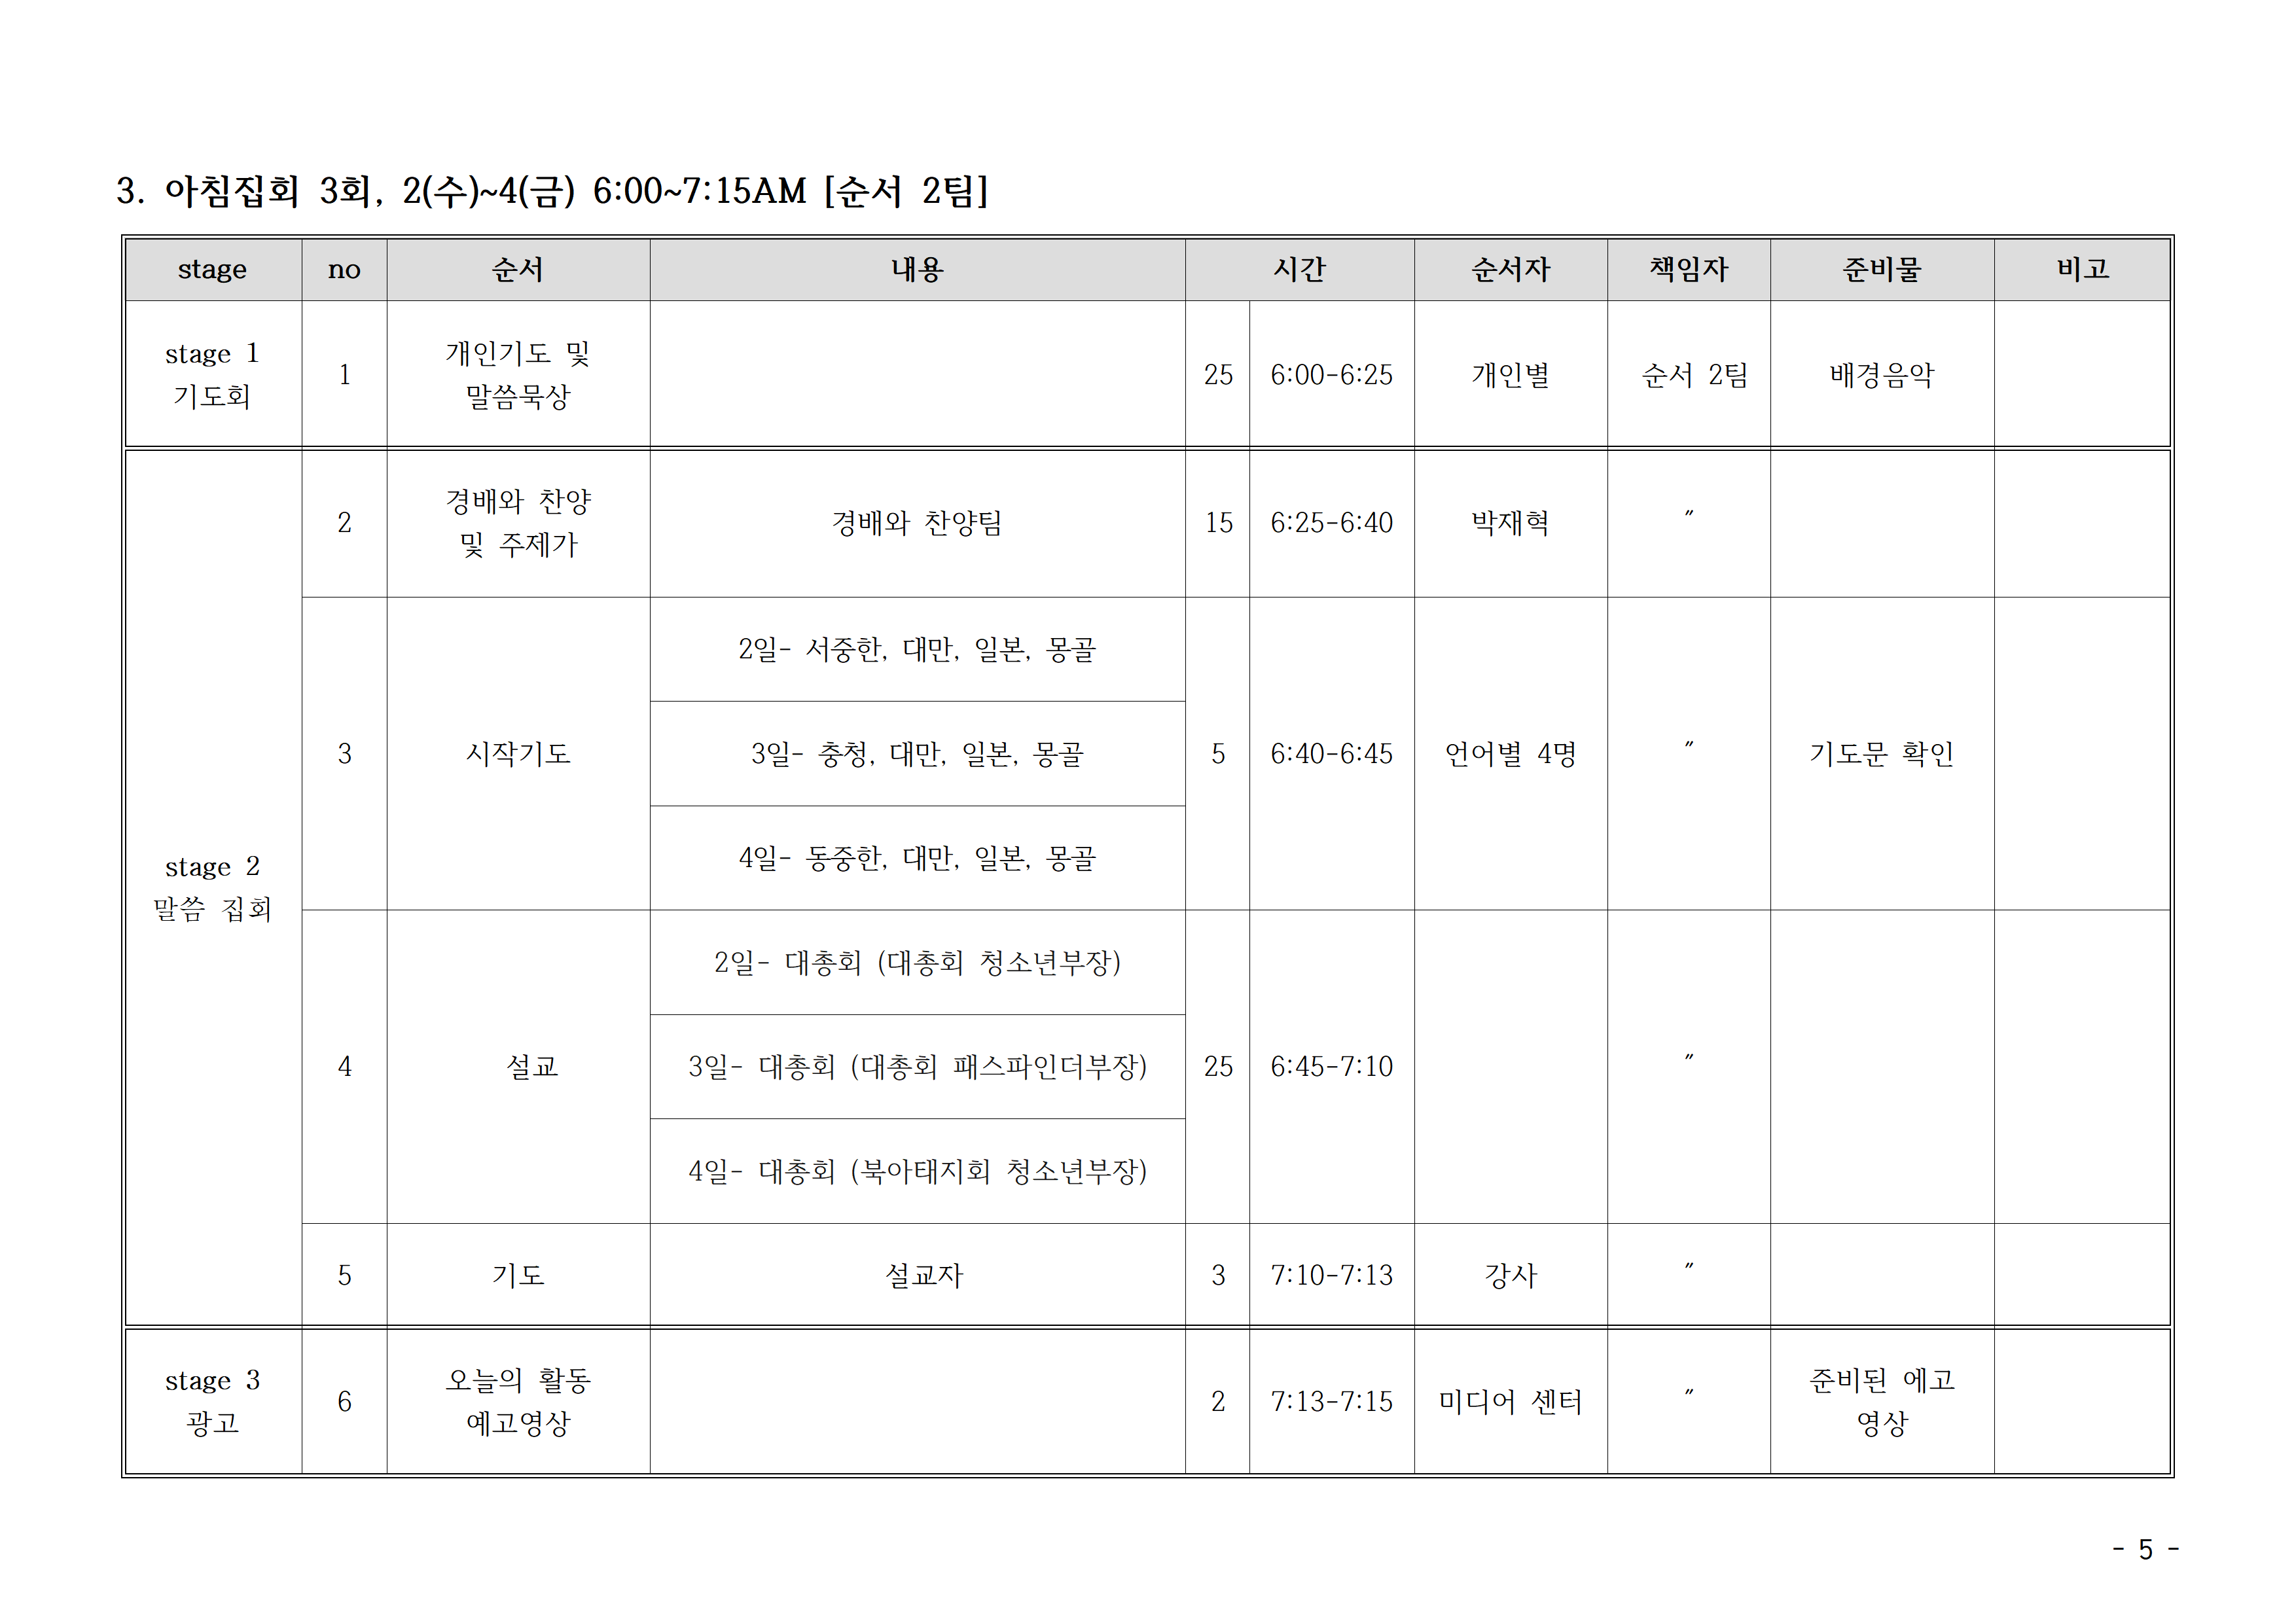 3. 아침집회 3회, 2(수)~4(금) 6:00~7:15AM [순서 2팀]
stage no 순서 내용 시간 순서자 책임자 준비물 비고
stage 1
기도회
1
개인기도 및
말씀묵상
25 6:00-6:25 개인별 순서 2팀 배경음악
stage 2
말씀 집회
2
경배와 찬양
및 주제가
경배와 찬양팀 15 6:25-6:40 박재혁 〃
3 시작기도
2일- 서중한, 대만, 일본, 몽골
3일- 충청, 대만, 일본, 몽골
4일- 동중한, 대만, 일본, 몽골
5 6:40-6:45 언어별 4명 〃 기도문 확인
4 설교
2일- 대총회 (대총회 청소년부장)
3일- 대총회 (대총회 패스파인더부장)
4일- 대총회 (북아태지회 청소년부장)
25 6:45-7:10 〃
5 기도 설교자 3 7:10-7:13 강사 〃
stage 3
광고
6
오늘의 활동
예고영상
2 7:13-7:15 미디어 센터 〃
준비된 에고
영상
- 5 -